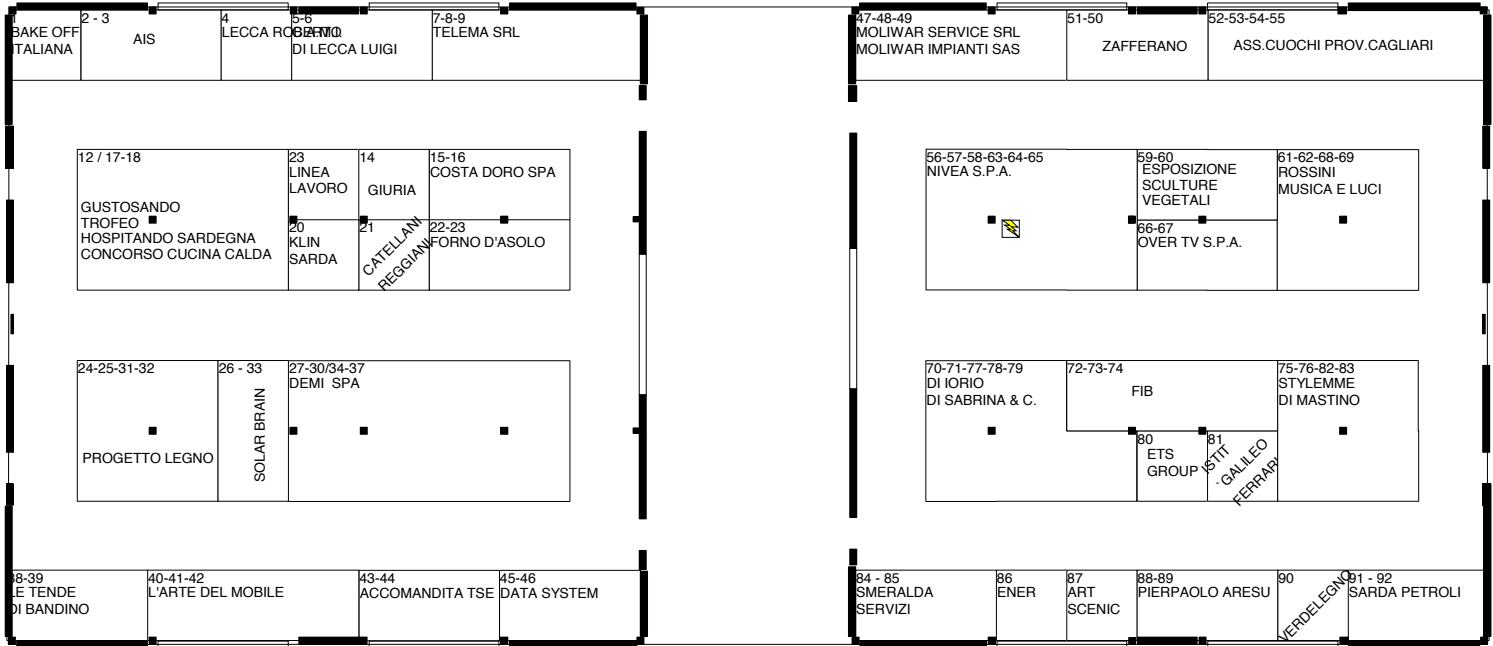 1
BAKE OFF
ITALIANA
2 - 3
AIS
4
LECCA ROBERTO
5-6
DI LECCA LUIGI
7-8-9
TELEMA SRL
47-48-49
MOLIWAR SERVICE SRL
MOLIWAR IMPIANTI SAS
51-50
ZAFFERANO
52-53-54-55
ASS.CUOCHI PROV.CAGLIARI
12 / 17-18
GUSTOSANDO
TROFEO
HOSPITANDO SARDEGNA
CONCORSO CUCINA CALDA
23
LINEA
LAVORO
14
GIURIA
15-16
COSTA DORO SPA
20
KLIN
SARDA
21
CATELLANI
REGGIANI
22-23
FORNO D'ASOLO
56-57-58-63-64-65
NIVEA S.P.A.
59-60
ESPOSIZIONE
SCULTURE
VEGETALI
61-62-68-69
ROSSINI
MUSICA E LUCI
66-67
OVER TV S.P.A.
24-25-31-32
PROGETTO LEGNO
26 - 33
SOLAR BRAIN
27-30/34-37
DEMI SPA
70-71-77-78-79
DI IORIO
DI SABRINA & C.
72-73-74
FIB
75-76-82-83
STYLEMME
DI MASTINO
80
ETS
GROUP
81
ISTIT
- GALILEO
FERRARI
38-39
LE TENDE
DI BANDINO
40-41-42
L'ARTE DEL MOBILE
43-44
ACCOMANDITA TSE
45-46
DATA SYSTEM
84 - 85
SMERALDA
SERVIZI
86
ENER
87
ART
SCENIC
88-89
PIERPAOLO ARESU
90
VERDELEGNO
91 - 92
SARDA PETROLI